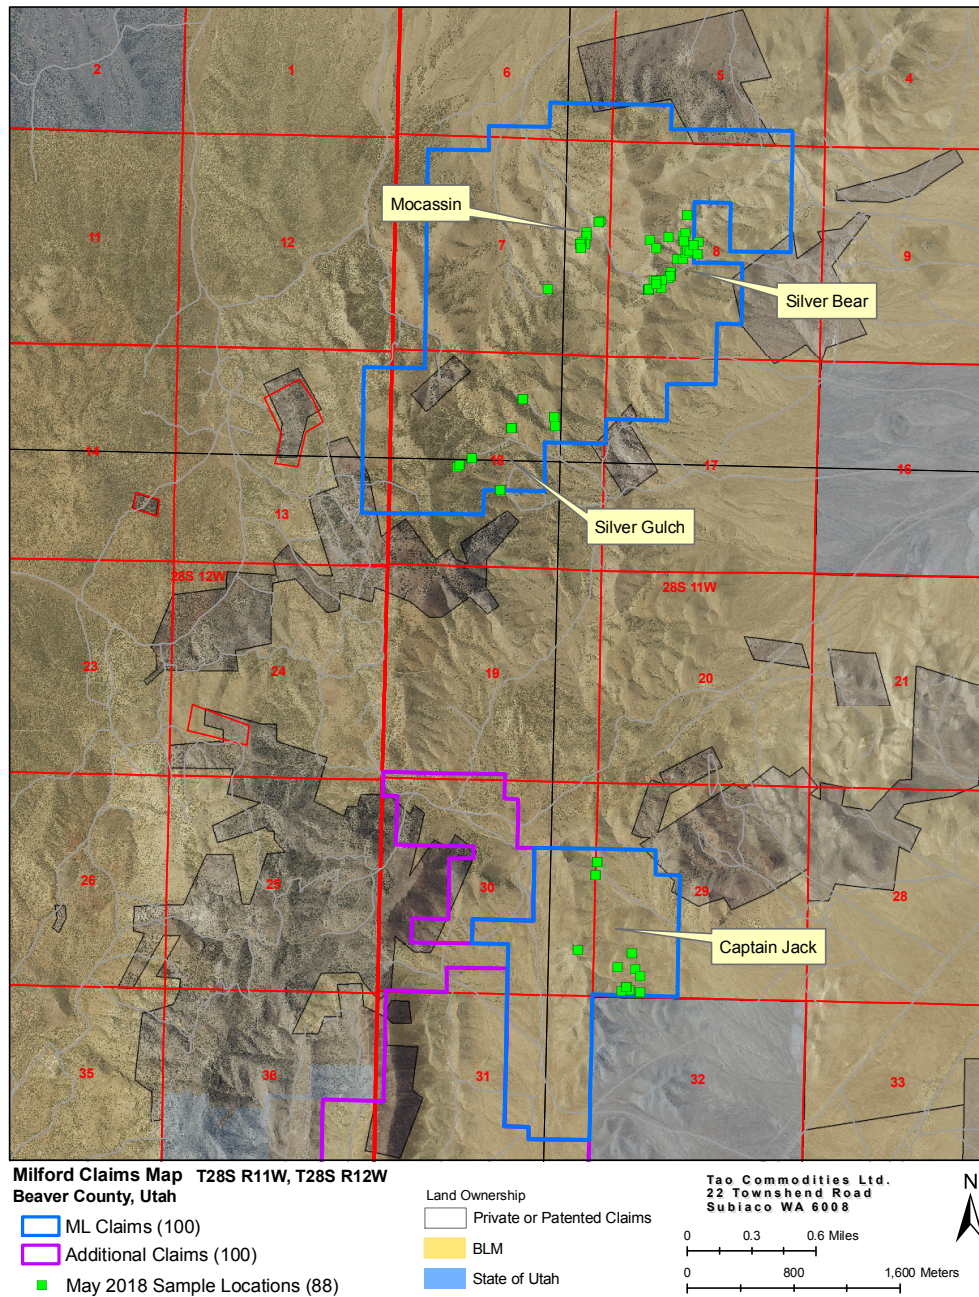 2
1
6
5
4
Mocassin
11
12
7
8
9
Silver Bear
14
18
17
16
13
Silver Gulch
28S 12W
28S 11W
23
24
19
20
21
26
25
30
29
28
Captain Jack
35
36
31
32
33
Milford Claims Map T28S R11W, T28S R12W
Beaver County, Utah
ML Claims (100)
Additional Claims (100)
May 2018 Sample Locations (88)
Land Ownership
Private or Patented Claims
BLM
State of Utah
Tao Commodities Ltd.
22 Townshend Road
Subiaco WA 6008
0 0.3 0.6 Miles
0 800 1,600 Meters
N